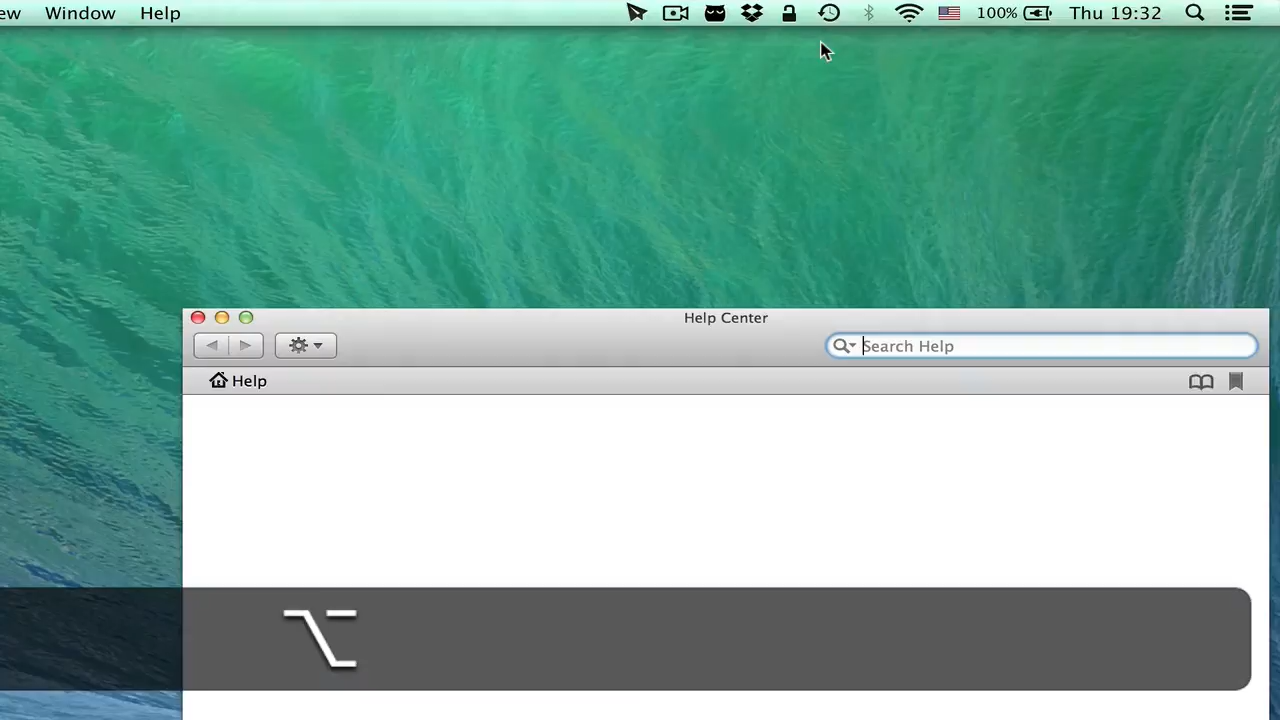 ew Window Help 100% Thu 19:32
Help Center
Search Help
Help
⌥